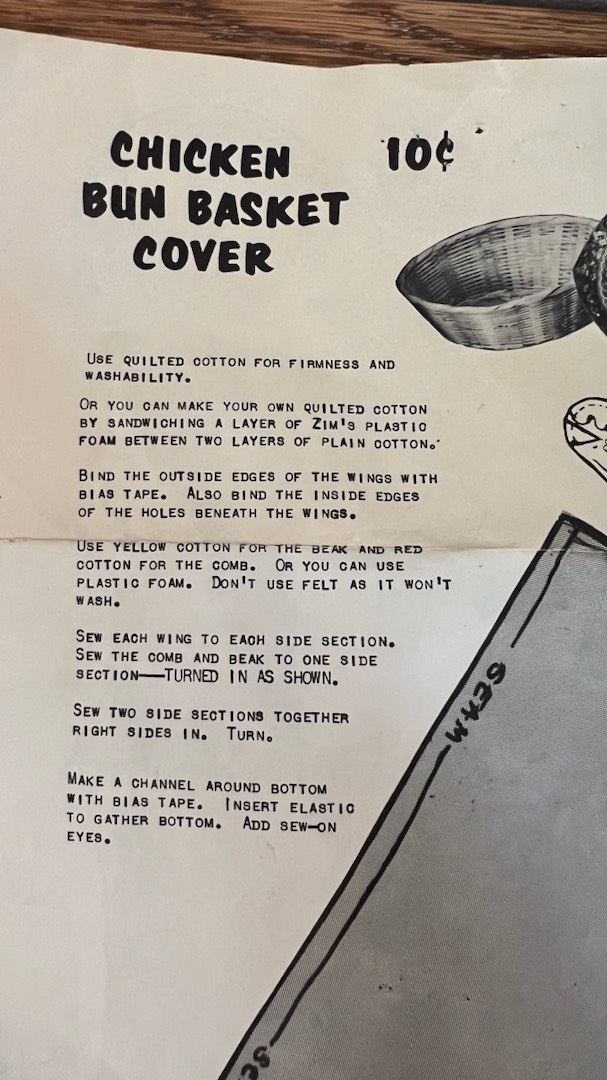 CHICKEN 10¢
BUN BASKET
COVER
USE QUILTED COTTON FOR FIRMNESS AND
WASHABILITY.
OR YOU CAN MAKE YOUR OWN QUILTED COTTON
BY SANDWICHING A LAYER OF ZIM'S PLASTIC
FOAM BETWEEN TWO LAYERS OF PLAIN COTTON.
BIND THE OUTSIDE EDGES OF THE WINGS WITH
BIAS TAPE. ALSO BIND THE INSIDE EDGES
OF THE HOLES BENEATH THE WINGS.
USE YELLOW COTTON FOR THE BEAK AND RED
COTTON FOR THE COMB. OR YOU CAN USE
PLASTIC FOAM. DON'T USE FELT AS IT WON'T
WASH.
SEW EACH WING TO EACH SIDE SECTION.
SEW THE COMB AND BEAK TO ONE SIDE
SECTION—TURNED IN AS SHOWN.
SEW TWO SIDE SECTIONS TOGETHER
RIGHT SIDES IN. TURN.
MAKE A CHANNEL AROUND BOTTOM
WITH BIAS TAPE. INSERT ELASTIC
TO GATHER BOTTOM. ADD SEW-ON
EYES.
SEAM